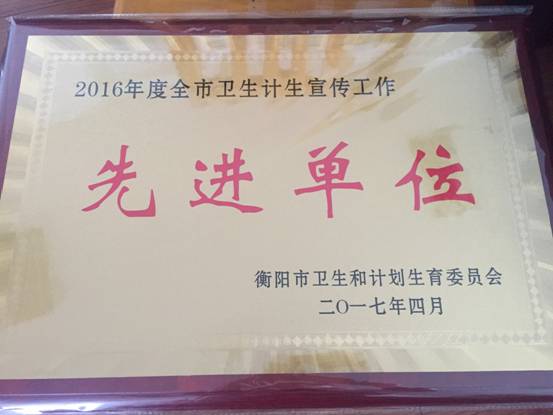 2016年度全市卫生计生宣传工作
先进单位
衡阳市卫生和计划生育委员会
二〇一七年四月